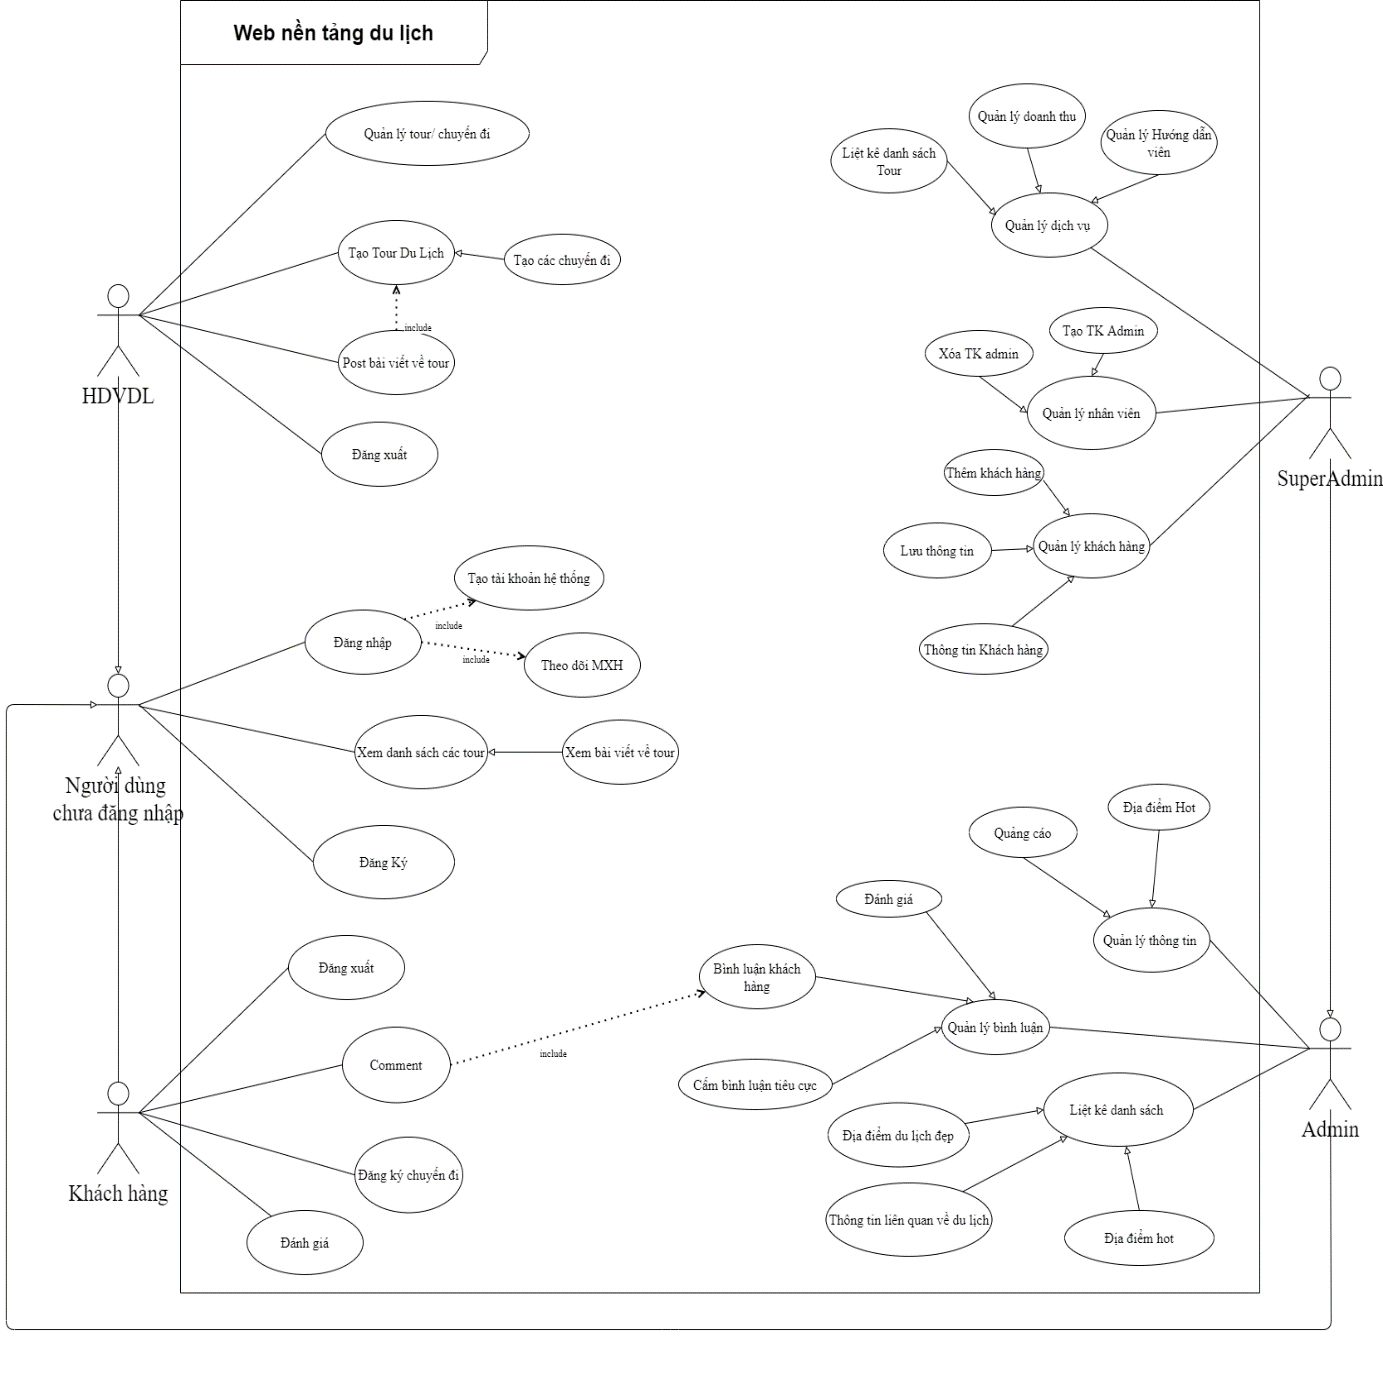 Web nền tảng du lịch
Quản lý tour/ chuyến đi
Tạo Tour Du Lịch
Tạo các chuyến đi
include
Post bài viết về tour
Đăng xuất
HDVDL
Quản lý doanh thu
Quản lý Hướng dẫn
viên
Liệt kê danh sách
Tour
Quản lý dịch vụ
Tạo TK Admin
Xóa TK admin
Quản lý nhân viên
Thêm khách hàng
Lưu thông tin
Quản lý khách hàng
Thông tin Khách hàng
SuperAdmin
Tạo tài khoản hệ thống
include
Đăng nhập
include
Theo dõi MXH
Xem danh sách các tour
Xem bài viết về tour
Đăng Ký
Người dùng
chưa đăng nhập
Địa điểm Hot
Quảng cáo
Quản lý thông tin
Đánh giá
Bình luận khách
hàng
Quản lý bình luận
Cấm bình luận tiêu cực
Liệt kê danh sách
Địa điểm du lịch đẹp
Thông tin liên quan về du lịch
Địa điểm hot
Admin
Đăng xuất
Comment
include
Đăng ký chuyến đi
Đánh giá
Khách hàng